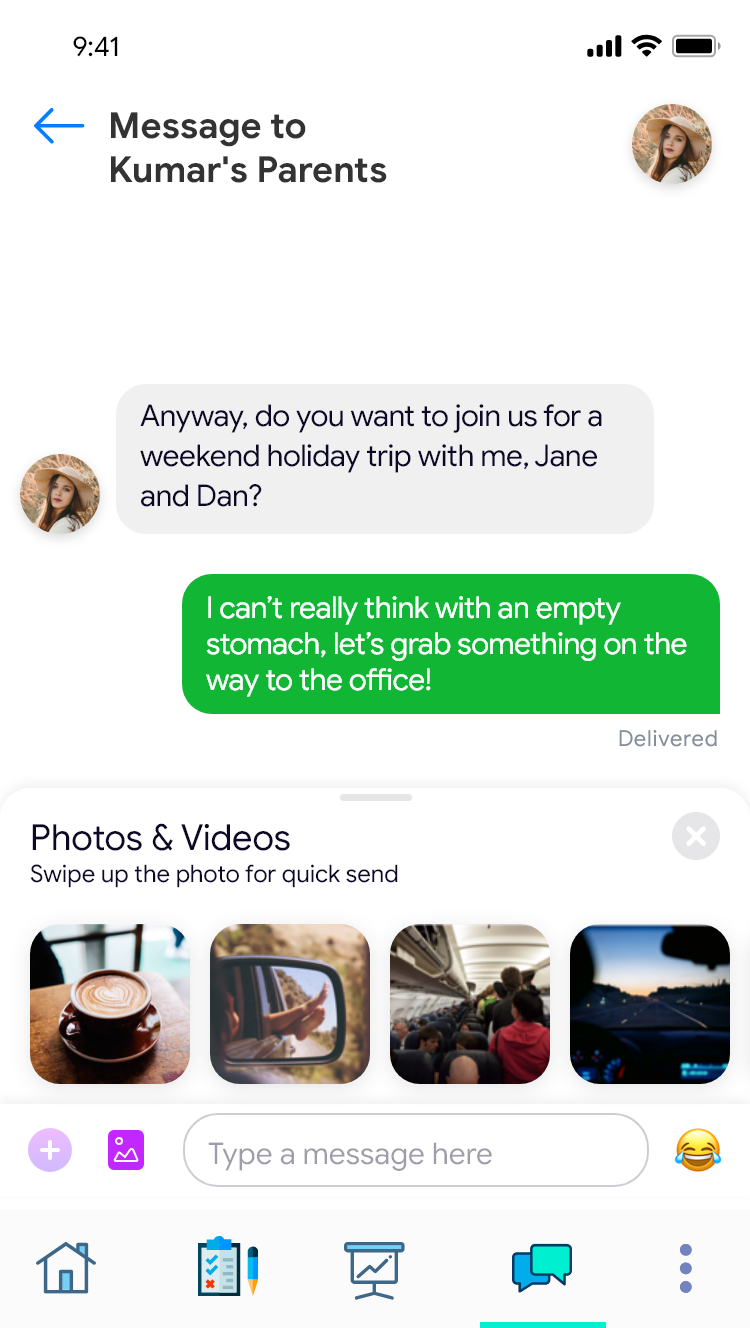 9:41
Message to
Kumar's Parents
Anyway, do you want to join us for a
weekend holiday trip with me, Jane
and Dan?
I can’t really think with an empty
stomach, let’s grab something on the
way to the office!
Delivered
Photos & Videos
Swipe up the photo for quick send
Type a message here